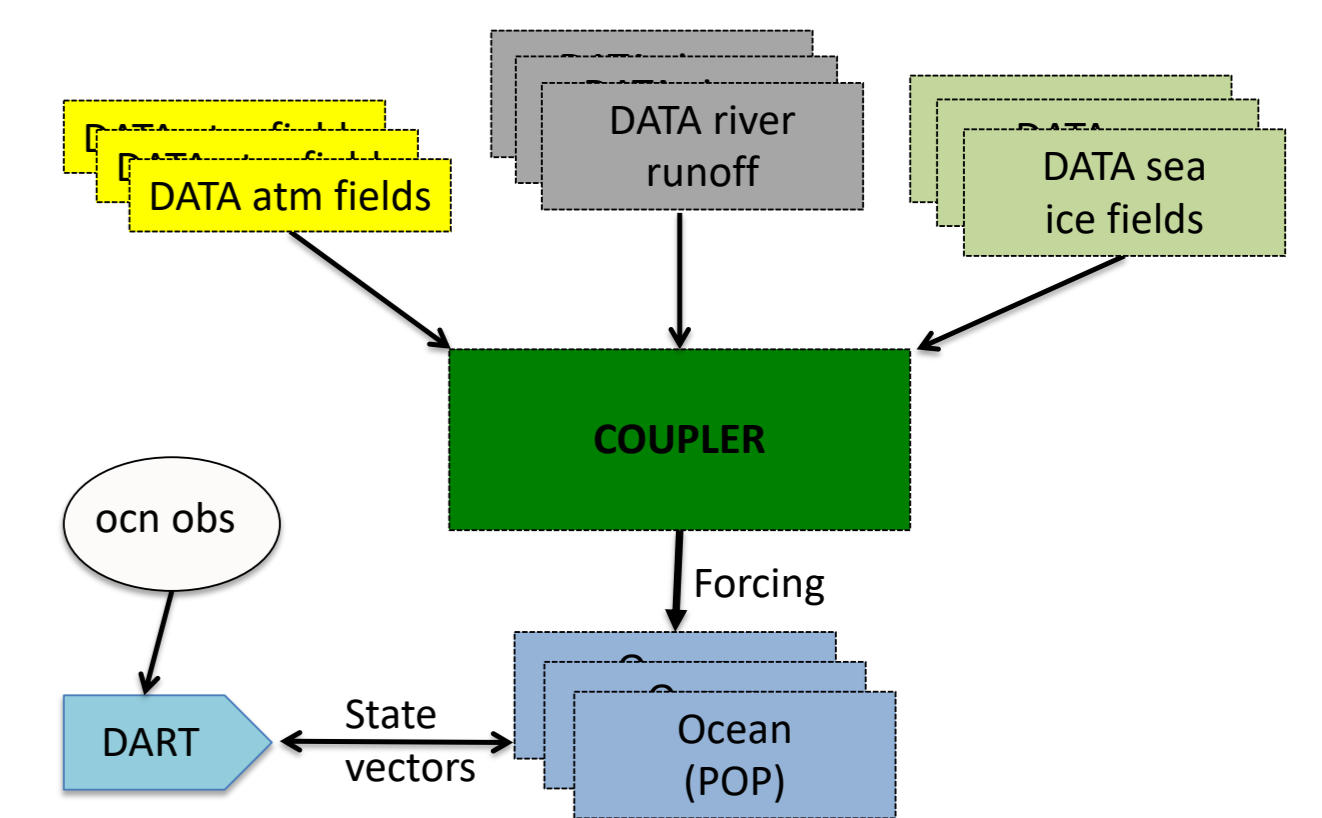 DATA river
runoff
DATA sea
ice fields
DATA atm fields
COUPLER
ocn obs
Forcing
State
vectors
DART
Ocean
(POP)